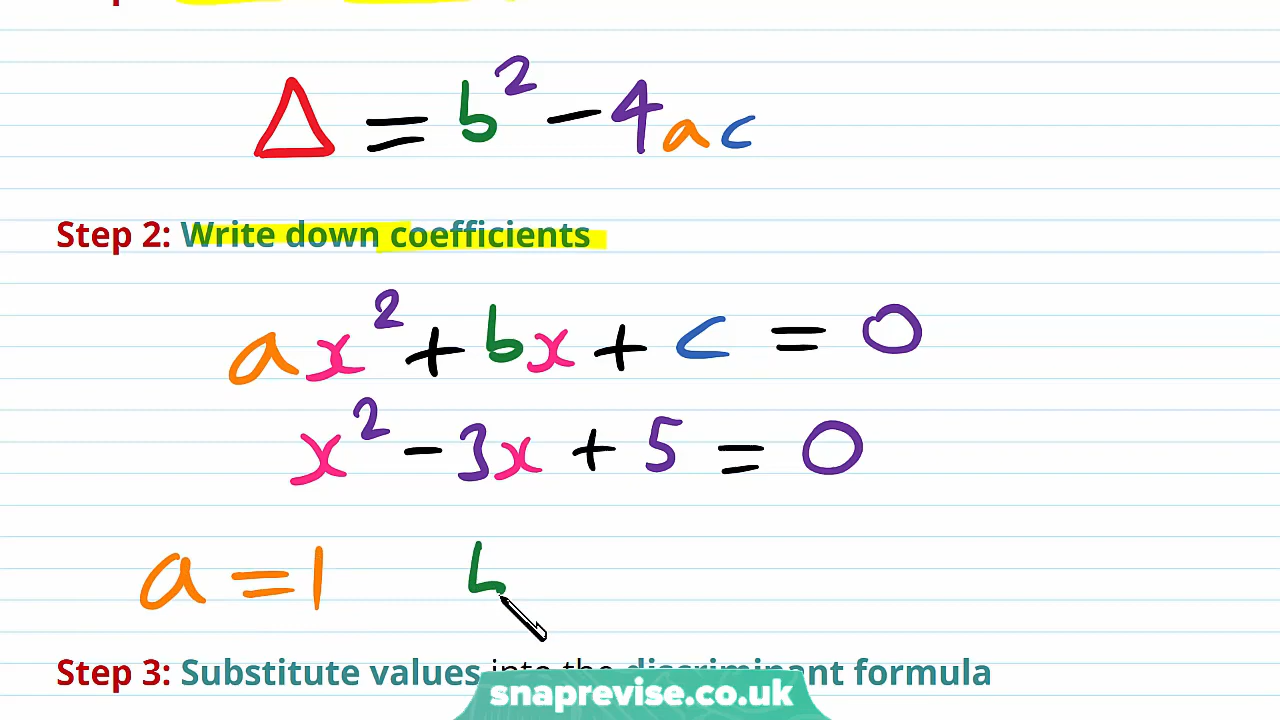 Δ = b² - 4ac
Step 2: Write down coefficients
ax² + bx + c = 0
x² - 3x + 5 = 0
a = 1
Step 3: Substitute values into the discriminant formula
snaprevise.co.uk